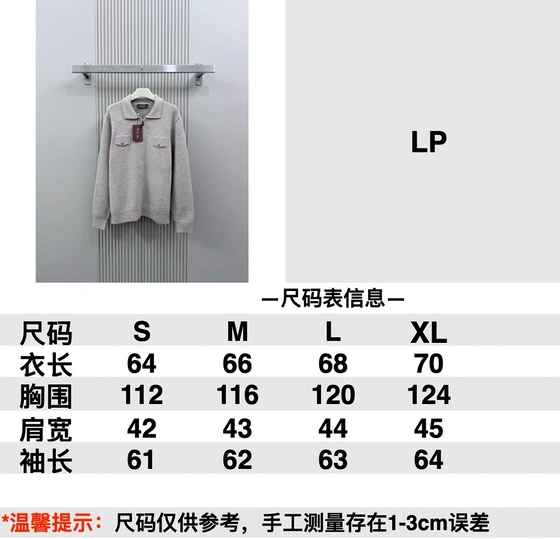 LP
—尺码表信息—
尺码 S M L XL
衣长 64 66 68 70
胸围 112 116 120 124
肩宽 42 43 44 45
袖长 61 62 63 64
*温馨提示：尺码仅供参考，手工测量存在1-3cm误差